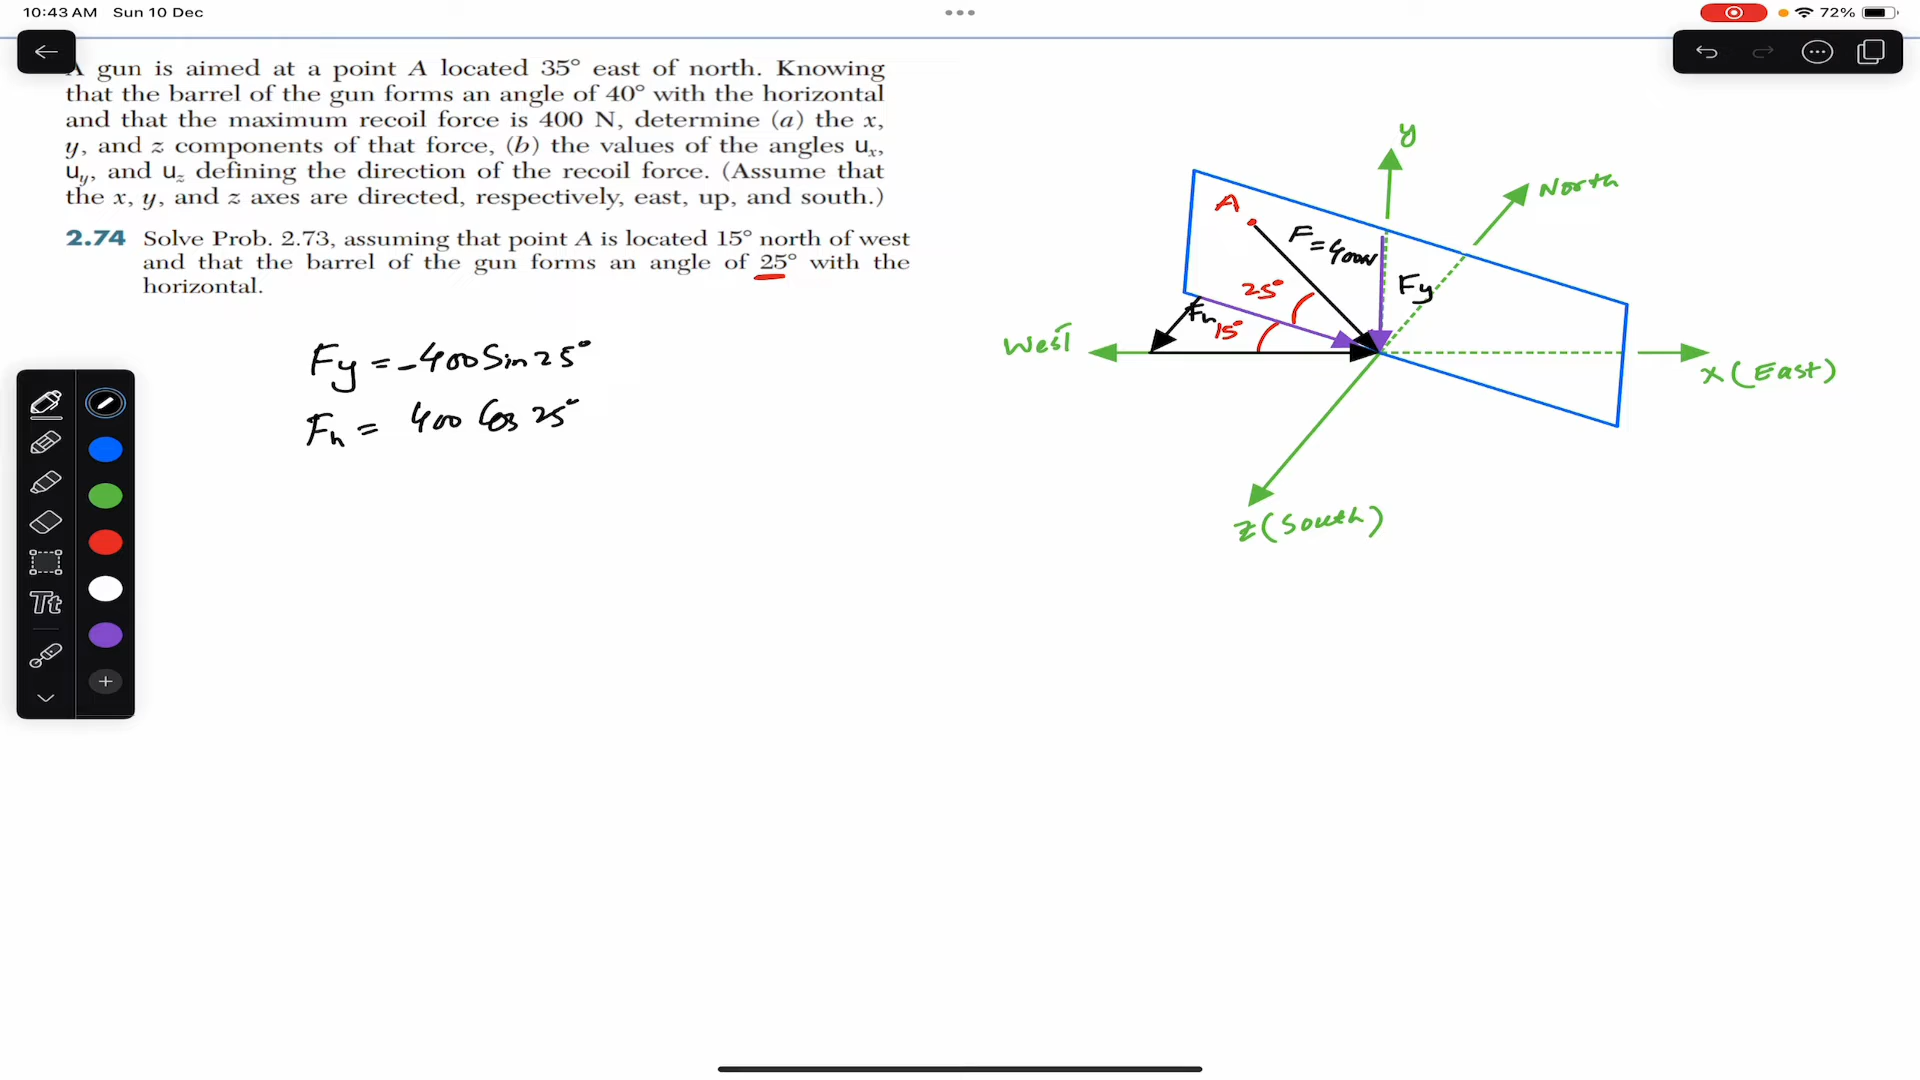 10:43 AM Sun 10 Dec
72%
A gun is aimed at a point A located 35° east of north. Knowing
that the barrel of the gun forms an angle of 40° with the horizontal
and that the maximum recoil force is 400 N, determine (a) the x,
y, and z components of that force, (b) the values of the angles ux,
uy, and uz defining the direction of the recoil force. (Assume that
the x, y, and z axes are directed, respectively, east, up, and south.)
2.74 Solve Prob. 2.73, assuming that point A is located 15° north of west
and that the barrel of the gun forms an angle of 25° with the
horizontal.
Fy = -400 Sin 25°
Fh = 400 Cos 25°
Tt
y
North
A
F = 400N
Fy
25°
Fh
15°
West
x (East)
z (South)